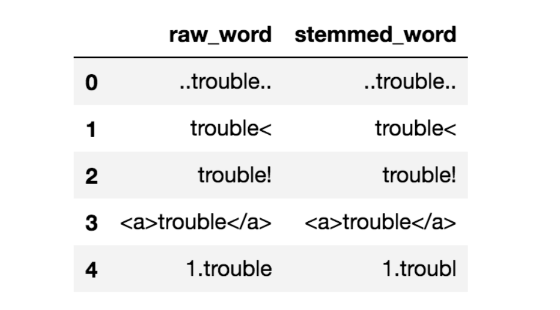 raw_word stemmed_word
0 ..trouble.. ..trouble..
1 trouble< trouble<
2 trouble! trouble!
3 <a>trouble</a> <a>trouble</a>
4 1.trouble 1.troubl